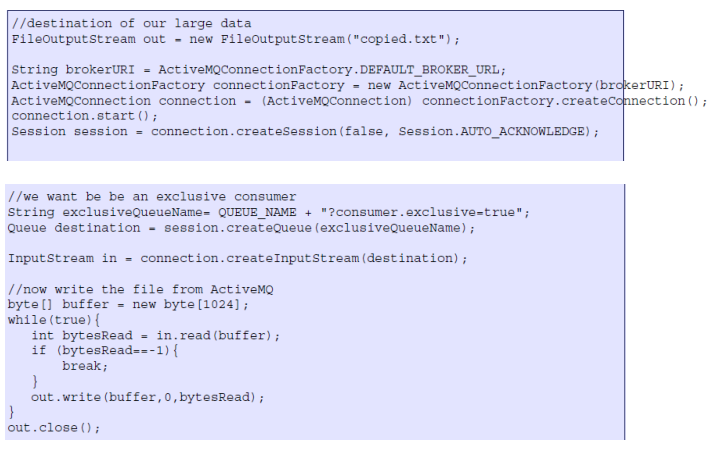 //destination of our large data
FileOutputStream out = new FileOutputStream("copied.txt");
String brokerURI = ActiveMQConnectionFactory.DEFAULT_BROKER_URL;
ActiveMQConnectionFactory connectionFactory = new ActiveMQConnectionFactory(brokerURI);
ActiveMQConnection connection = (ActiveMQConnection) connectionFactory.createConnection();
connection.start();
Session session = connection.createSession(false, Session.AUTO_ACKNOWLEDGE);
//we want be be an exclusive consumer
String exclusiveQueueName= QUEUE_NAME + "?consumer.exclusive=true";
Queue destination = session.createQueue(exclusiveQueueName);
InputStream in = connection.createInputStream(destination);
//now write the file from ActiveMQ
byte[] buffer = new byte[1024];
while(true){
int bytesRead = in.read(buffer);
if (bytesRead==-1){
break;
}
out.write(buffer,0,bytesRead);
}
out.close();